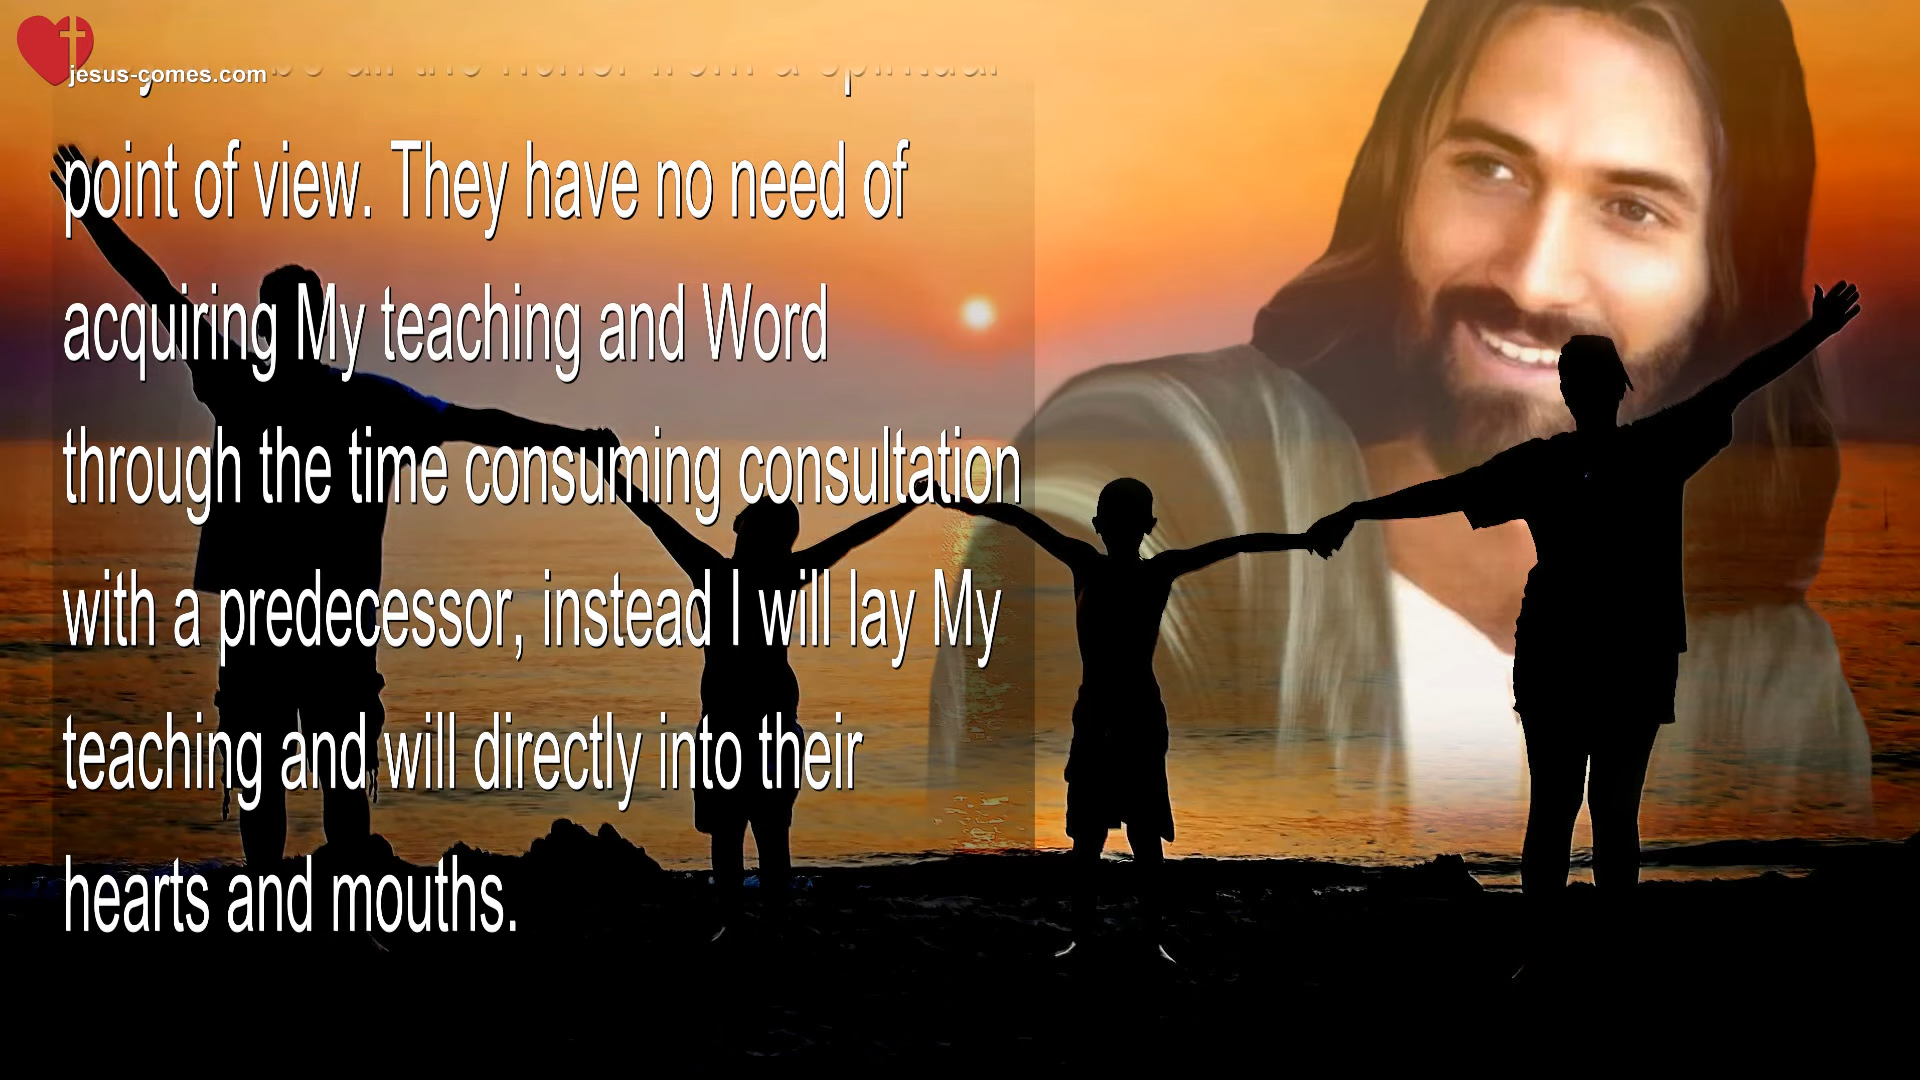 jesus-comes.com
point of view. They have no need of
acquiring My teaching and Word
through the time consuming consultation
with a predecessor, instead I will lay My
teaching and will directly into their
hearts and mouths.